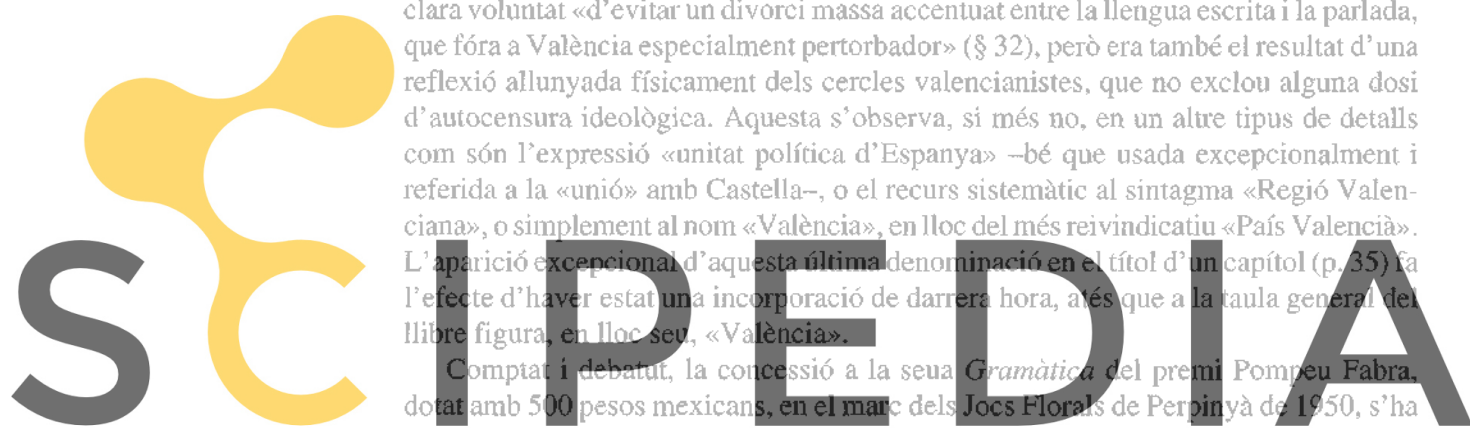 clara voluntat «d’evitar un divorci massa accentuat entre la llengua escrita i la parlada,
que fóra a València especialment pertorbador» (§ 32), però era també el resultat d’una
reflexió allunyada físicament dels cercles valencianistes, que no exclou alguna dosi
d’autocensura ideològica. Aquesta s’observa, si més no, en un altre tipus de detalls
com són l’expressió «unitat política d’Espanya» –bé que usada excepcionalment i
referida a la «unió» amb Castella–, o el recurs sistemàtic al sintagma «Regió Valen-
ciana», o simplement al nom «València», en lloc del més reivindicatiu «País Valencià».
L’aparició excepcional d’aquesta última denominació en el títol d’un capítol (p. 35) fa
l’efecte d’haver estat una incorporació de darrera hora, atés que a la taula general del
llibre figura, en lloc seu, «València».
Comptat i debatut, la concessió a la seua Gramàtica del premi Pompeu Fabra,
dotat amb 500 pesos mexicans, en el marc dels Jocs Florals de Perpinyà de 1950, s’ha
SCIPEDIA